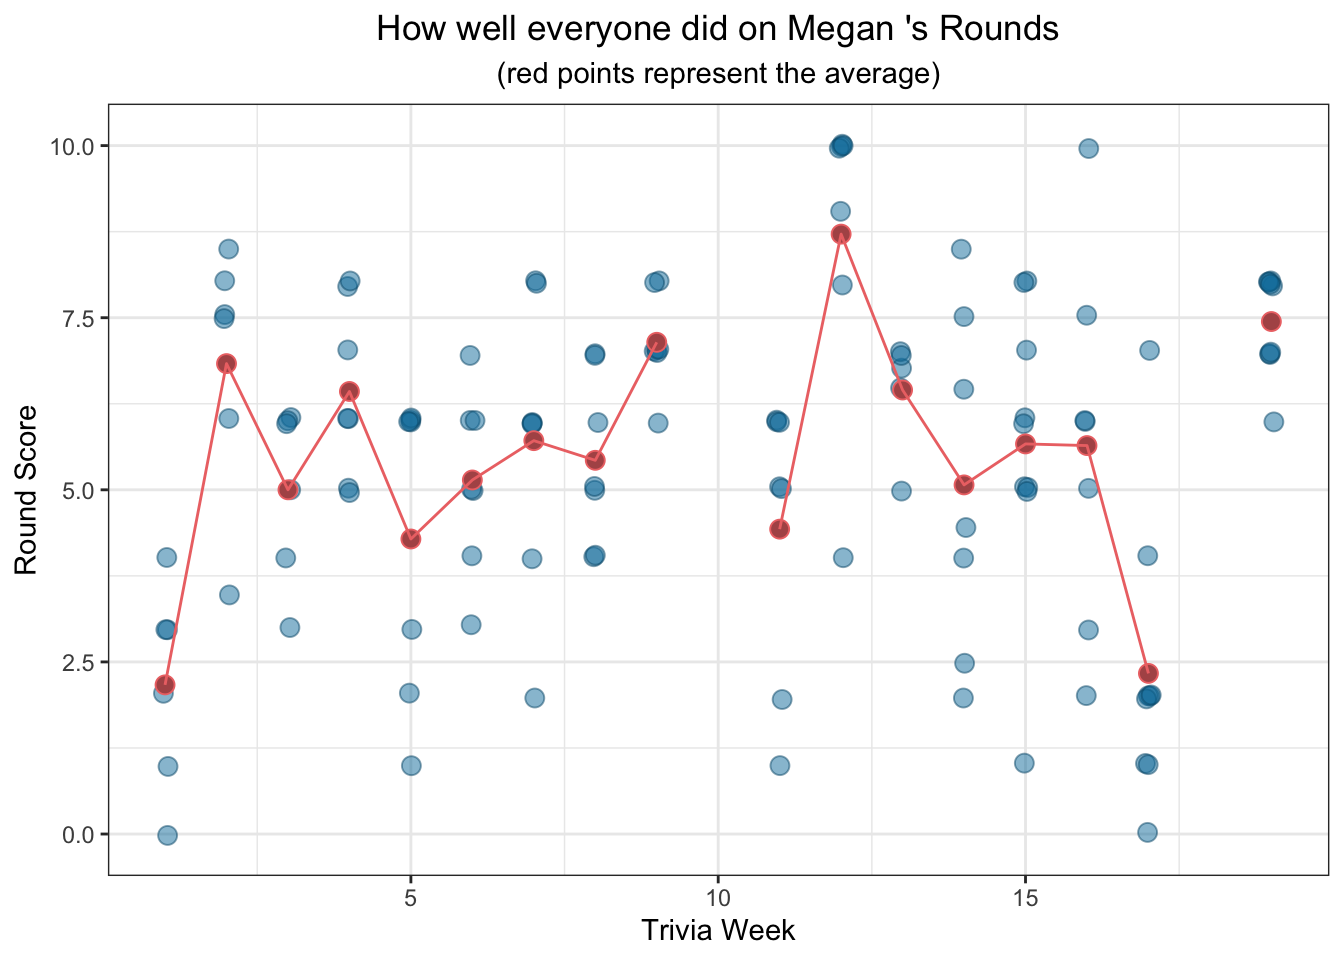 How well everyone did on Megan 's Rounds
(red points represent the average)
10.0
7.5
5.0
2.5
0.0
Round Score
5
10
15
Trivia Week